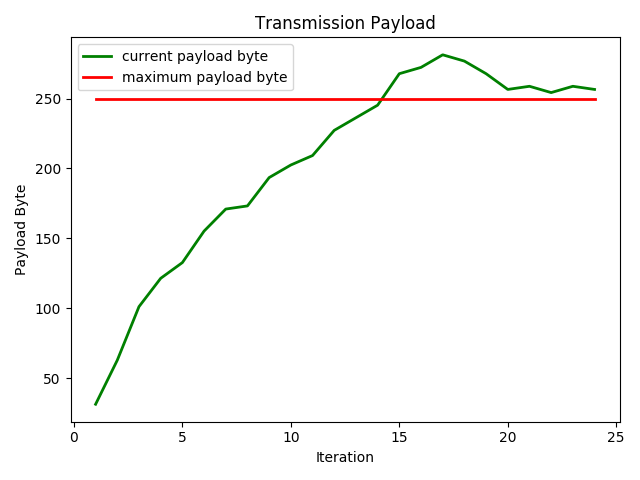 Transmission Payload
current payload byte
maximum payload byte
Payload Byte
250
200
150
100
50
0
5
10
15
20
25
Iteration